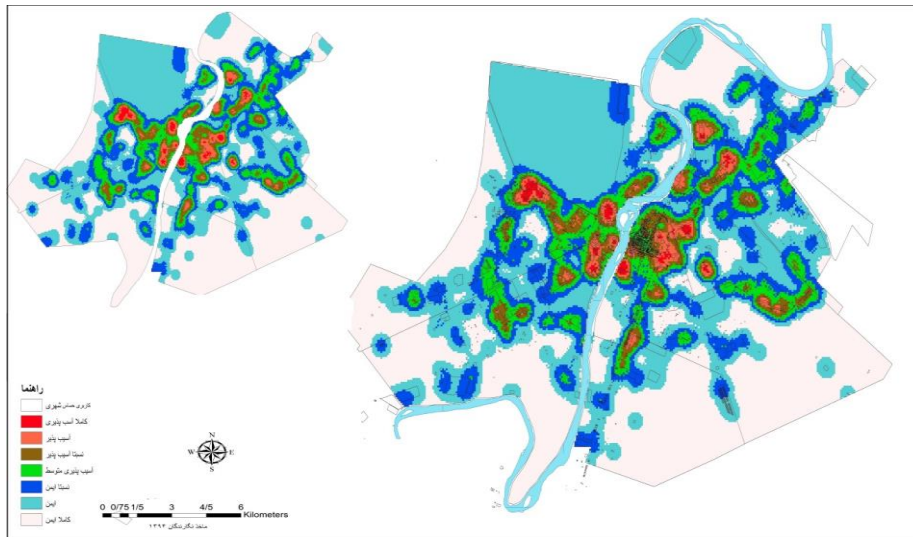 راهنما
کاربری حساس شهری
کاملا آسیب پذیری
آسیب پذیر
نسبتا آسیب پذیر
آسیب پذیری متوسط
نسبتا ایمن
ایمن
کاملا ایمن
N
W E
S
0 0/75 1/5 3 4/5 6
Kilometers
منبع: نگارندگان ۱۳۹۴